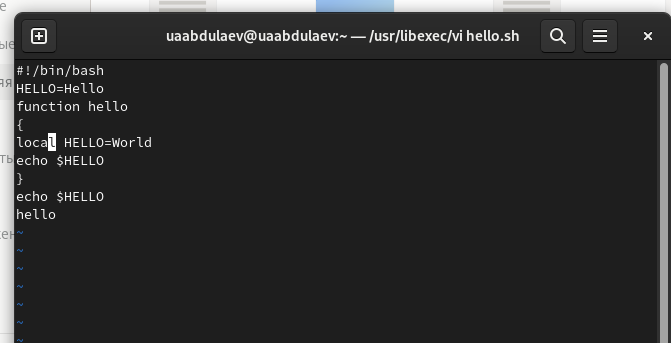 uaabdulaev@uaabdulaev:~ — /usr/libexec/vi hello.sh
#!/bin/bash
HELLO=Hello
function hello
{
local HELLO=World
echo $HELLO
}
echo $HELLO
hello
~
~
~
~
~
~
~